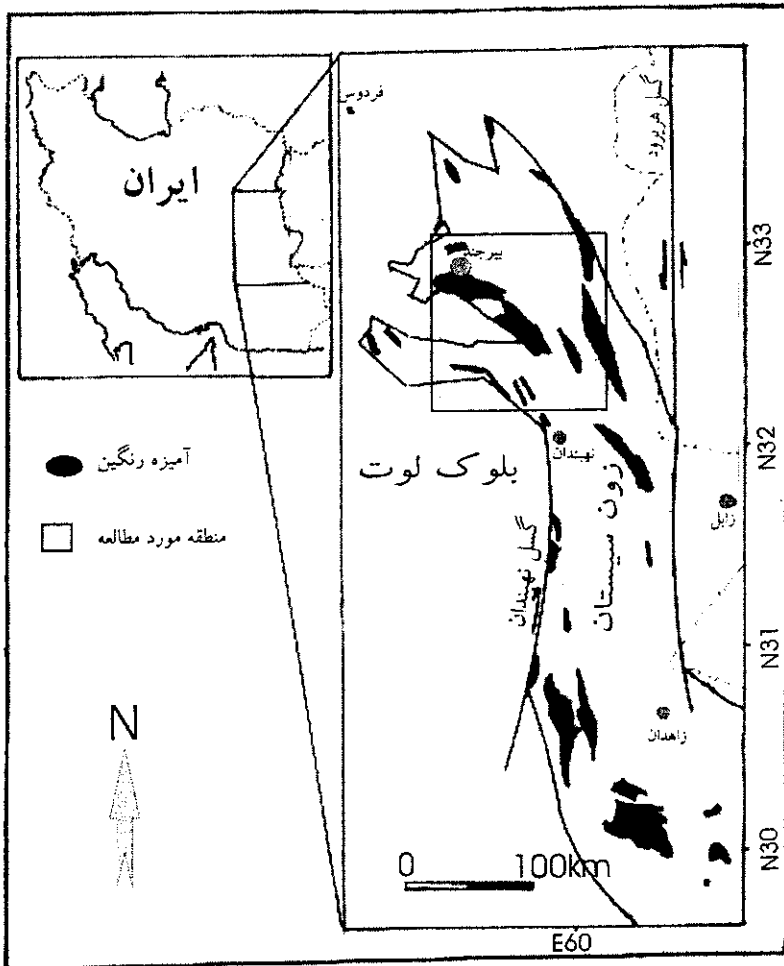 ایران
فردوس
گسل هریرود
بیرجند
N33
آمیزه رنگین
منطقه مورد مطالعه
بلوک لوت
نهبندان
N32
زون سیستان
زابل
گسل نهبندان
N31
زاهدان
N
0 100km
N30
E60